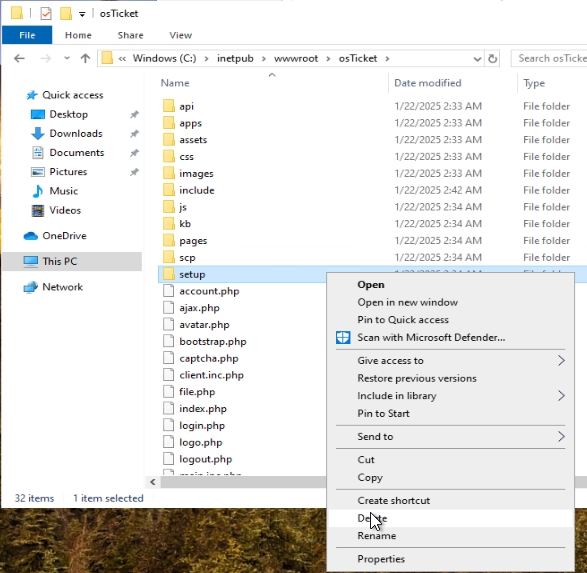 osTicket
File Home Share View
« Windows (C:) > inetpub > wwwroot > osTicket > Search osTicke
Name Date modified Type
Quick access
Desktop
Downloads
Documents
Pictures
Music
Videos
OneDrive
This PC
Network
api 1/22/2025 2:33 AM File folder
apps 1/22/2025 2:33 AM File folder
assets 1/22/2025 2:33 AM File folder
css 1/22/2025 2:33 AM File folder
images 1/22/2025 2:33 AM File folder
include 1/22/2025 2:42 AM File folder
js 1/22/2025 2:34 AM File folder
kb 1/22/2025 2:34 AM File folder
pages 1/22/2025 2:34 AM File folder
scp 1/22/2025 2:34 AM File folder
setup
account.php
ajax.php
avatar.php
bootstrap.php
captcha.php
client.inc.php
file.php
index.php
login.php
logo.php
logout.php
main.inc.php
Open
Open in new window
Pin to Quick access
Scan with Microsoft Defender...
Give access to
Restore previous versions
Include in library
Pin to Start
Send to
Cut
Copy
Create shortcut
Delete
Rename
Properties
32 items 1 item selected